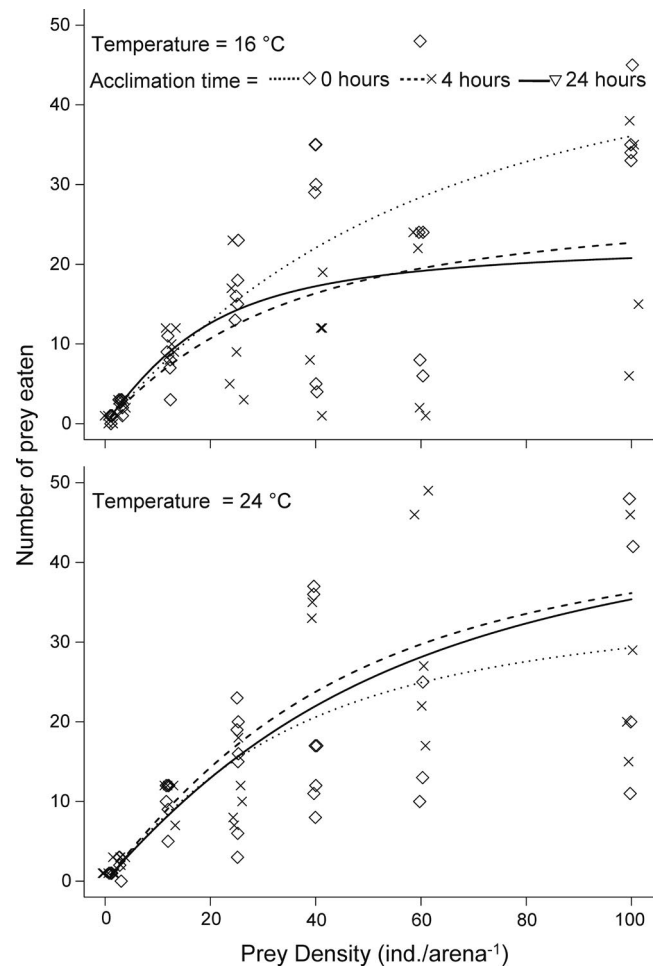 50
Temperature = 16 °C
Acclimation time = 0 hours 4 hours 24 hours
40
30
20
10
0
Number of prey eaten
50
Temperature = 24 °C
40
30
20
10
0
0 20 40 60 80 100
Prey Density (ind./arena⁻¹)